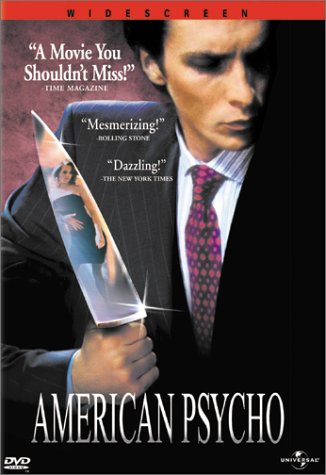 WIDESCREEN
"A Movie You
Shouldn't Miss!"
-TIME MAGAZINE
"Mesmerizing!"
-ROLLING STONE
"Dazzling!"
-THE NEW YORK TIMES
AMERICAN PSYCHO
DVD
VIDEO
UNIVERSAL